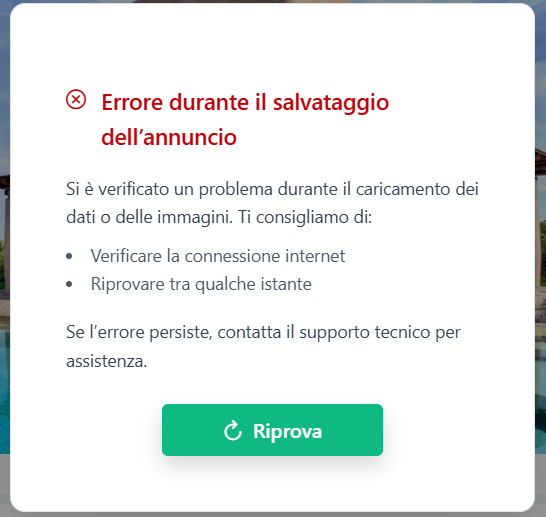 Errore durante il salvataggio
dell’annuncio
Si è verificato un problema durante il caricamento dei
dati o delle immagini. Ti consigliamo di:
• Verificare la connessione internet
• Riprovare tra qualche istante
Se l’errore persiste, contatta il supporto tecnico per
assistenza.
Riprova